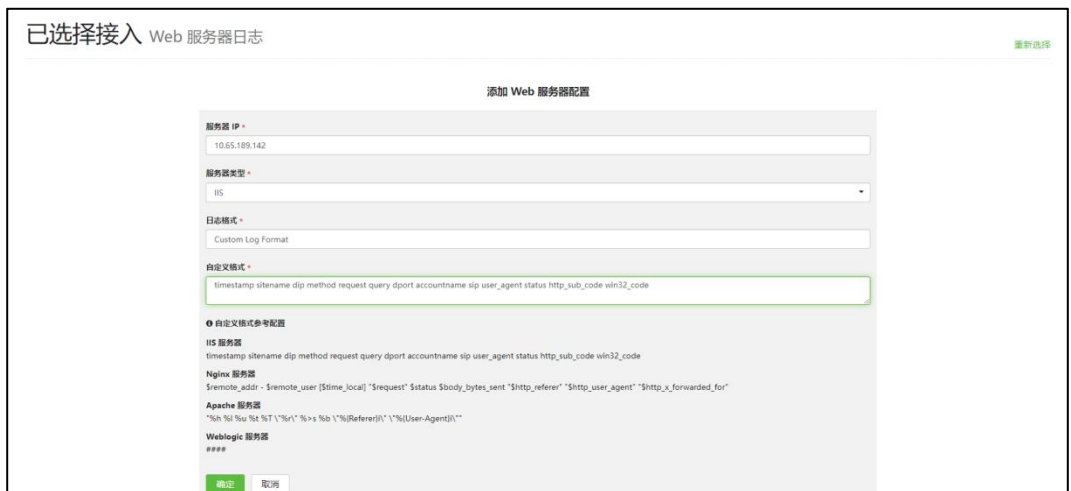 已选择接入 Web 服务器日志
重新选择
添加 Web 服务器配置
服务器 IP *
10.65.189.142
服务器类型 *
IIS
日志格式 *
Custom Log Format
自定义格式 *
timestamp sitename dip method request query dport accountname sip user_agent status http_sub_code win32_code
自定义格式参考配置
IIS 服务器
timestamp sitename dip method request query dport accountname sip user_agent status http_sub_code win32_code
Nginx 服务器
$remote_addr - $remote_user [$time_local] "$request" $status $body_bytes_sent "$http_referer" "$http_user_agent" "$http_x_forwarded_for"
Apache 服务器
"%h %l %u %t %T \"%r\" %>s %b \"%{Referer}i\" \"%{User-Agent}i\""
Weblogic 服务器
####
确定 取消